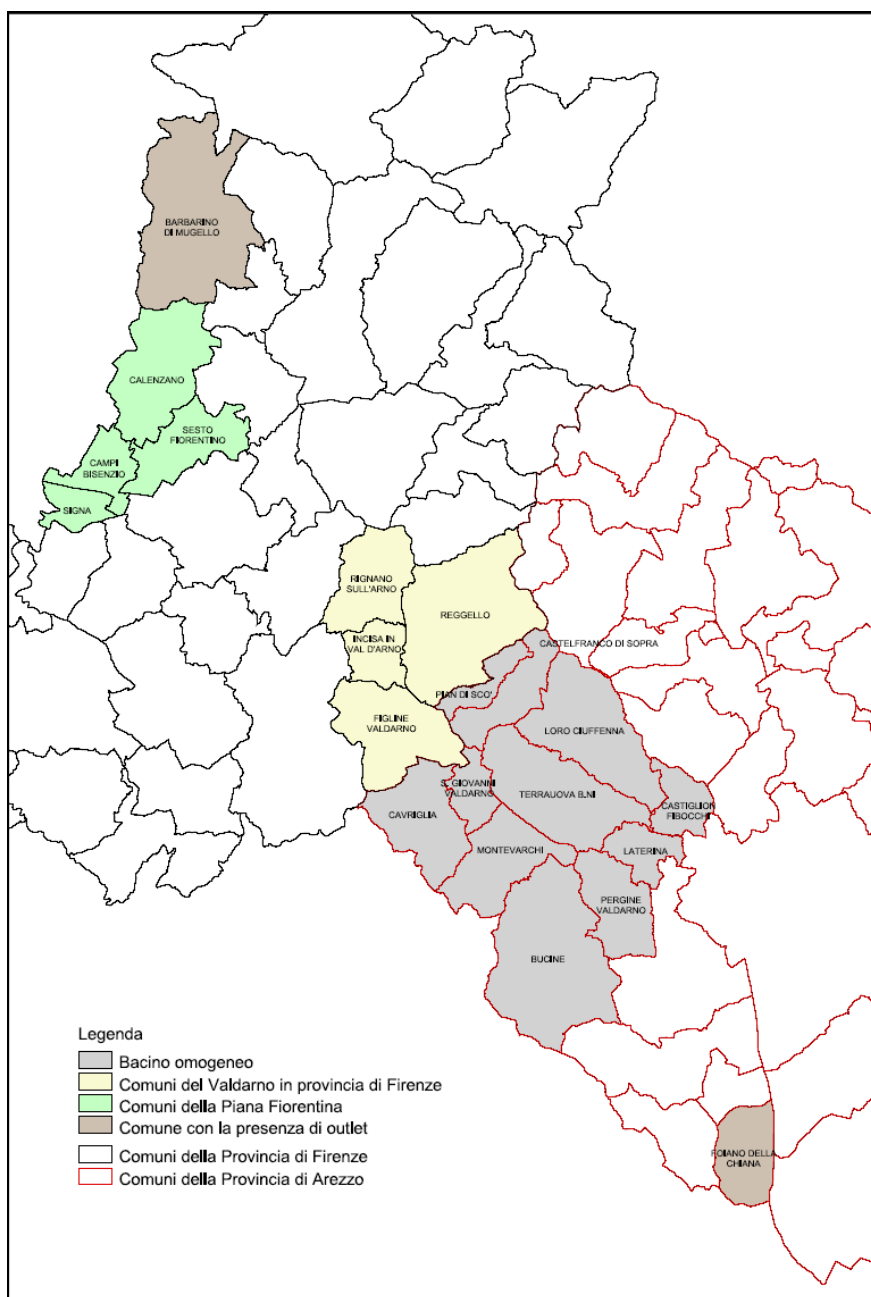 BARBARINO
DI MUGELLO
CALENZANO
SESTO
FIORENTINO
CAMPI
BISENZIO
SIGNA
RIGNANO
SULL'ARNO
REGGELLO
INCISA IN
VAL D'ARNO
CASTELFRANCO DI SOPRA
PIAN DI SCO'
FIGLINE
VALDARNO
LORO CIUFFENNA
S. GIOVANNI
VALDARNO
TERRAUOVA B.NI
CAVRIGLIA
CASTIGLION
FIBOCCHI
MONTEVARCHI
LATERINA
PERGINE
VALDARNO
BUCINE
FOIANO DELLA
CHIANA
Legenda
Bacino omogeneo
Comuni del Valdarno in provincia di Firenze
Comuni della Piana Fiorentina
Comune con la presenza di outlet
Comuni della Provincia di Firenze
Comuni della Provincia di Arezzo